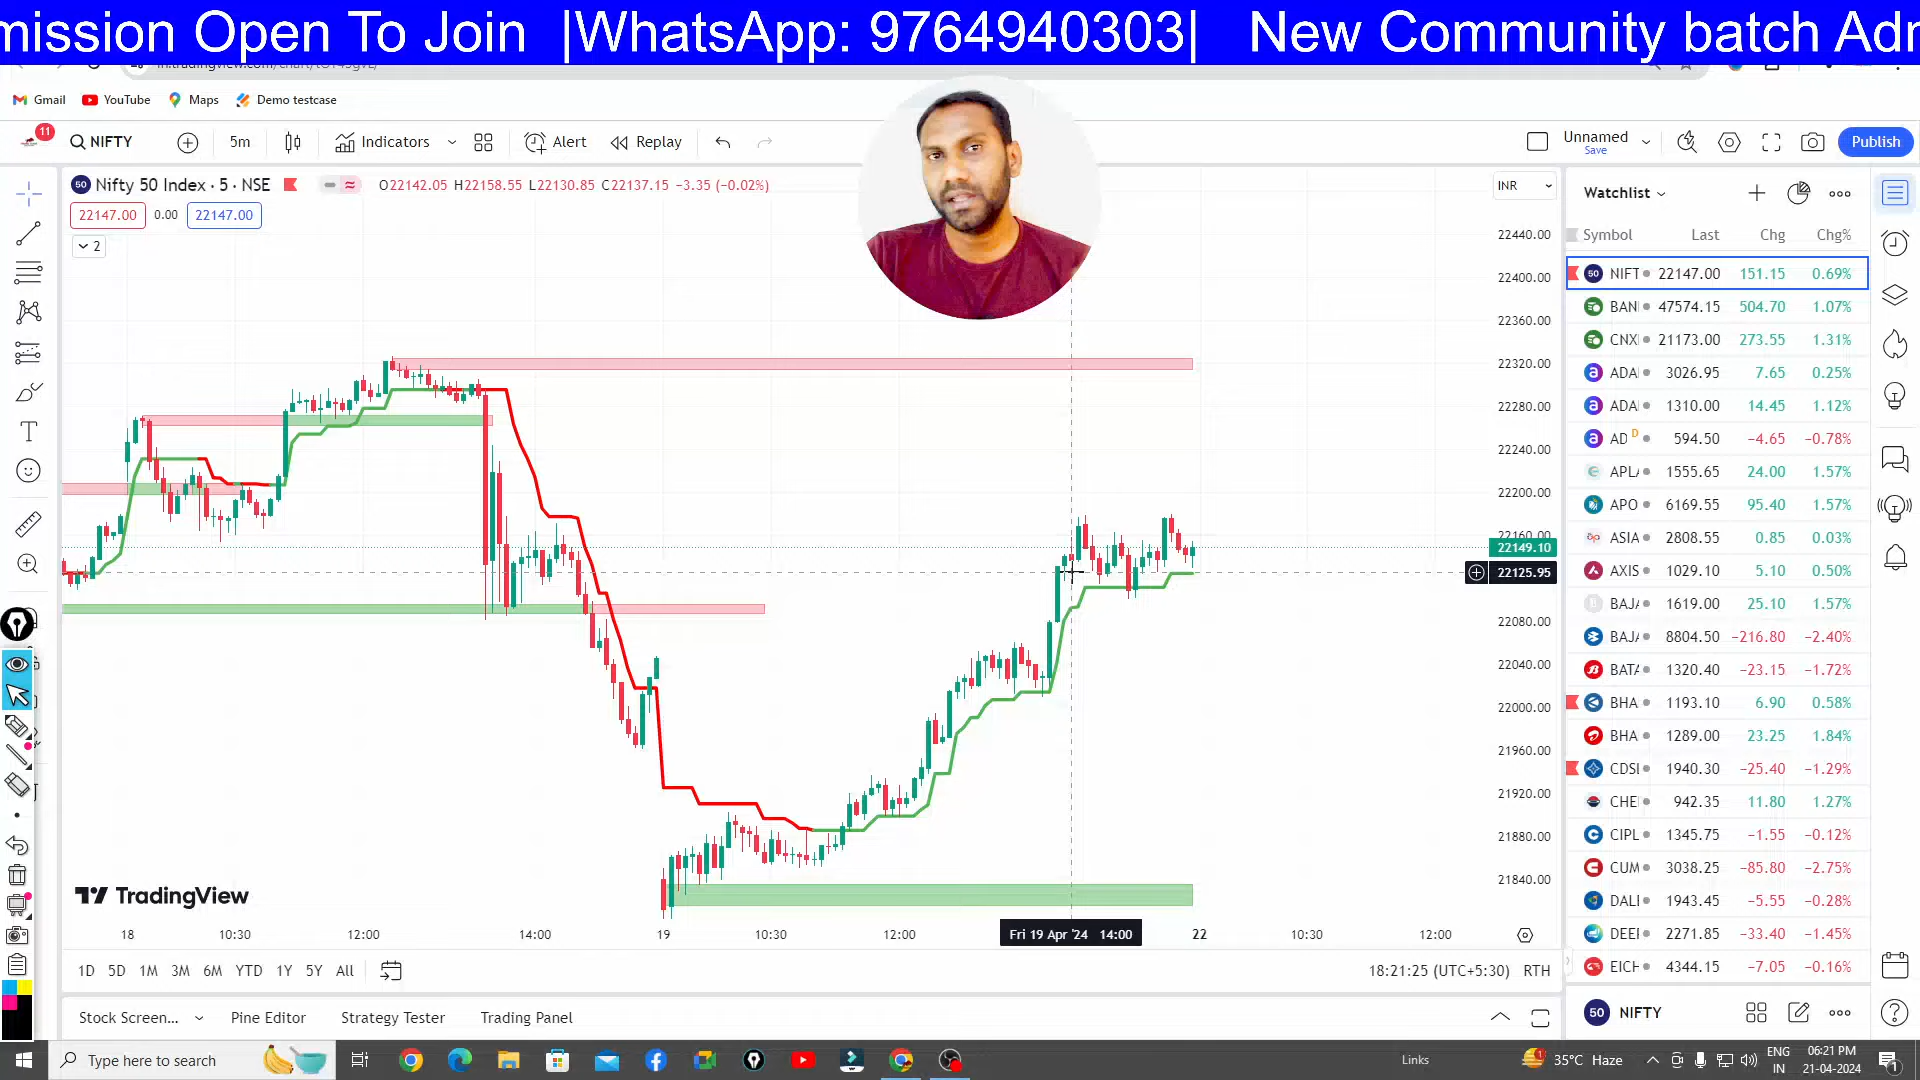 mission Open To Join |WhatsApp: 9764940303| New Community batch Adr
Gmail YouTube Maps Demo testcase
11 NIFTY 5m Indicators Alert Replay Unnamed Save Publish
50 Nifty 50 Index · 5 · NSE O22142.05 H22158.55 L22130.85 C22137.15 −3.35 (−0.02%) INR
22147.00 0.00 22147.00
2
22440.00
22400.00
22360.00
22320.00
22280.00
22240.00
22200.00
22160.00
22149.10
22125.95
22080.00
22040.00
22000.00
21960.00
21920.00
21880.00
21840.00
TradingView
18 10:30 12:00 14:00 19 10:30 12:00 Fri 19 Apr '24 14:00 22 10:30 12:00
1D 5D 1M 3M 6M YTD 1Y 5Y All 18:21:25 (UTC+5:30) RTH
Stock Screen... Pine Editor Strategy Tester Trading Panel
Watchlist
Symbol Last Chg Chg%
50 NIFT 22147.00 151.15 0.69%
BANI 47574.15 504.70 1.07%
CNX 21173.00 273.55 1.31%
ADA 3026.95 7.65 0.25%
ADA 1310.00 14.45 1.12%
AD D 594.50 −4.65 −0.78%
APL 1555.65 24.00 1.57%
APO 6169.55 95.40 1.57%
ASIA 2808.55 0.85 0.03%
AXIS 1029.10 5.10 0.50%
BAJA 1619.00 25.10 1.57%
BAJA 8804.50 −216.80 −2.40%
BATA 1320.40 −23.15 −1.72%
BHA 1193.10 6.90 0.58%
BHA 1289.00 23.25 1.84%
CDSI 1940.30 −25.40 −1.29%
CHE 942.35 11.80 1.27%
CIPL 1345.75 −1.55 −0.12%
CUM 3038.25 −85.80 −2.75%
DALI 1943.45 −5.55 −0.28%
DEEI 2271.85 −33.40 −1.45%
EICH 4344.15 −7.05 −0.16%
50 NIFTY
Type here to search Links 35°C Haze ENG IN 06:21 PM 21-04-2024 1